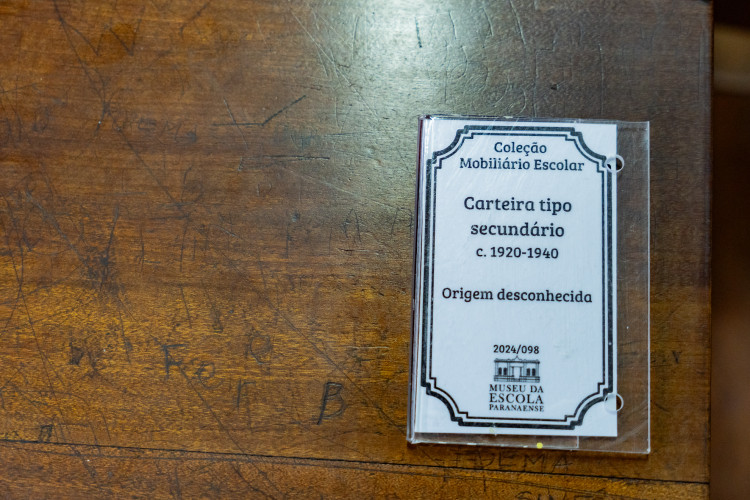 Coleção
Mobiliário Escolar
Carteira tipo
secundário
c. 1920-1940
Origem desconhecida
2024/098
MUSEU DA
ESCOLA
PARANAENSE
B